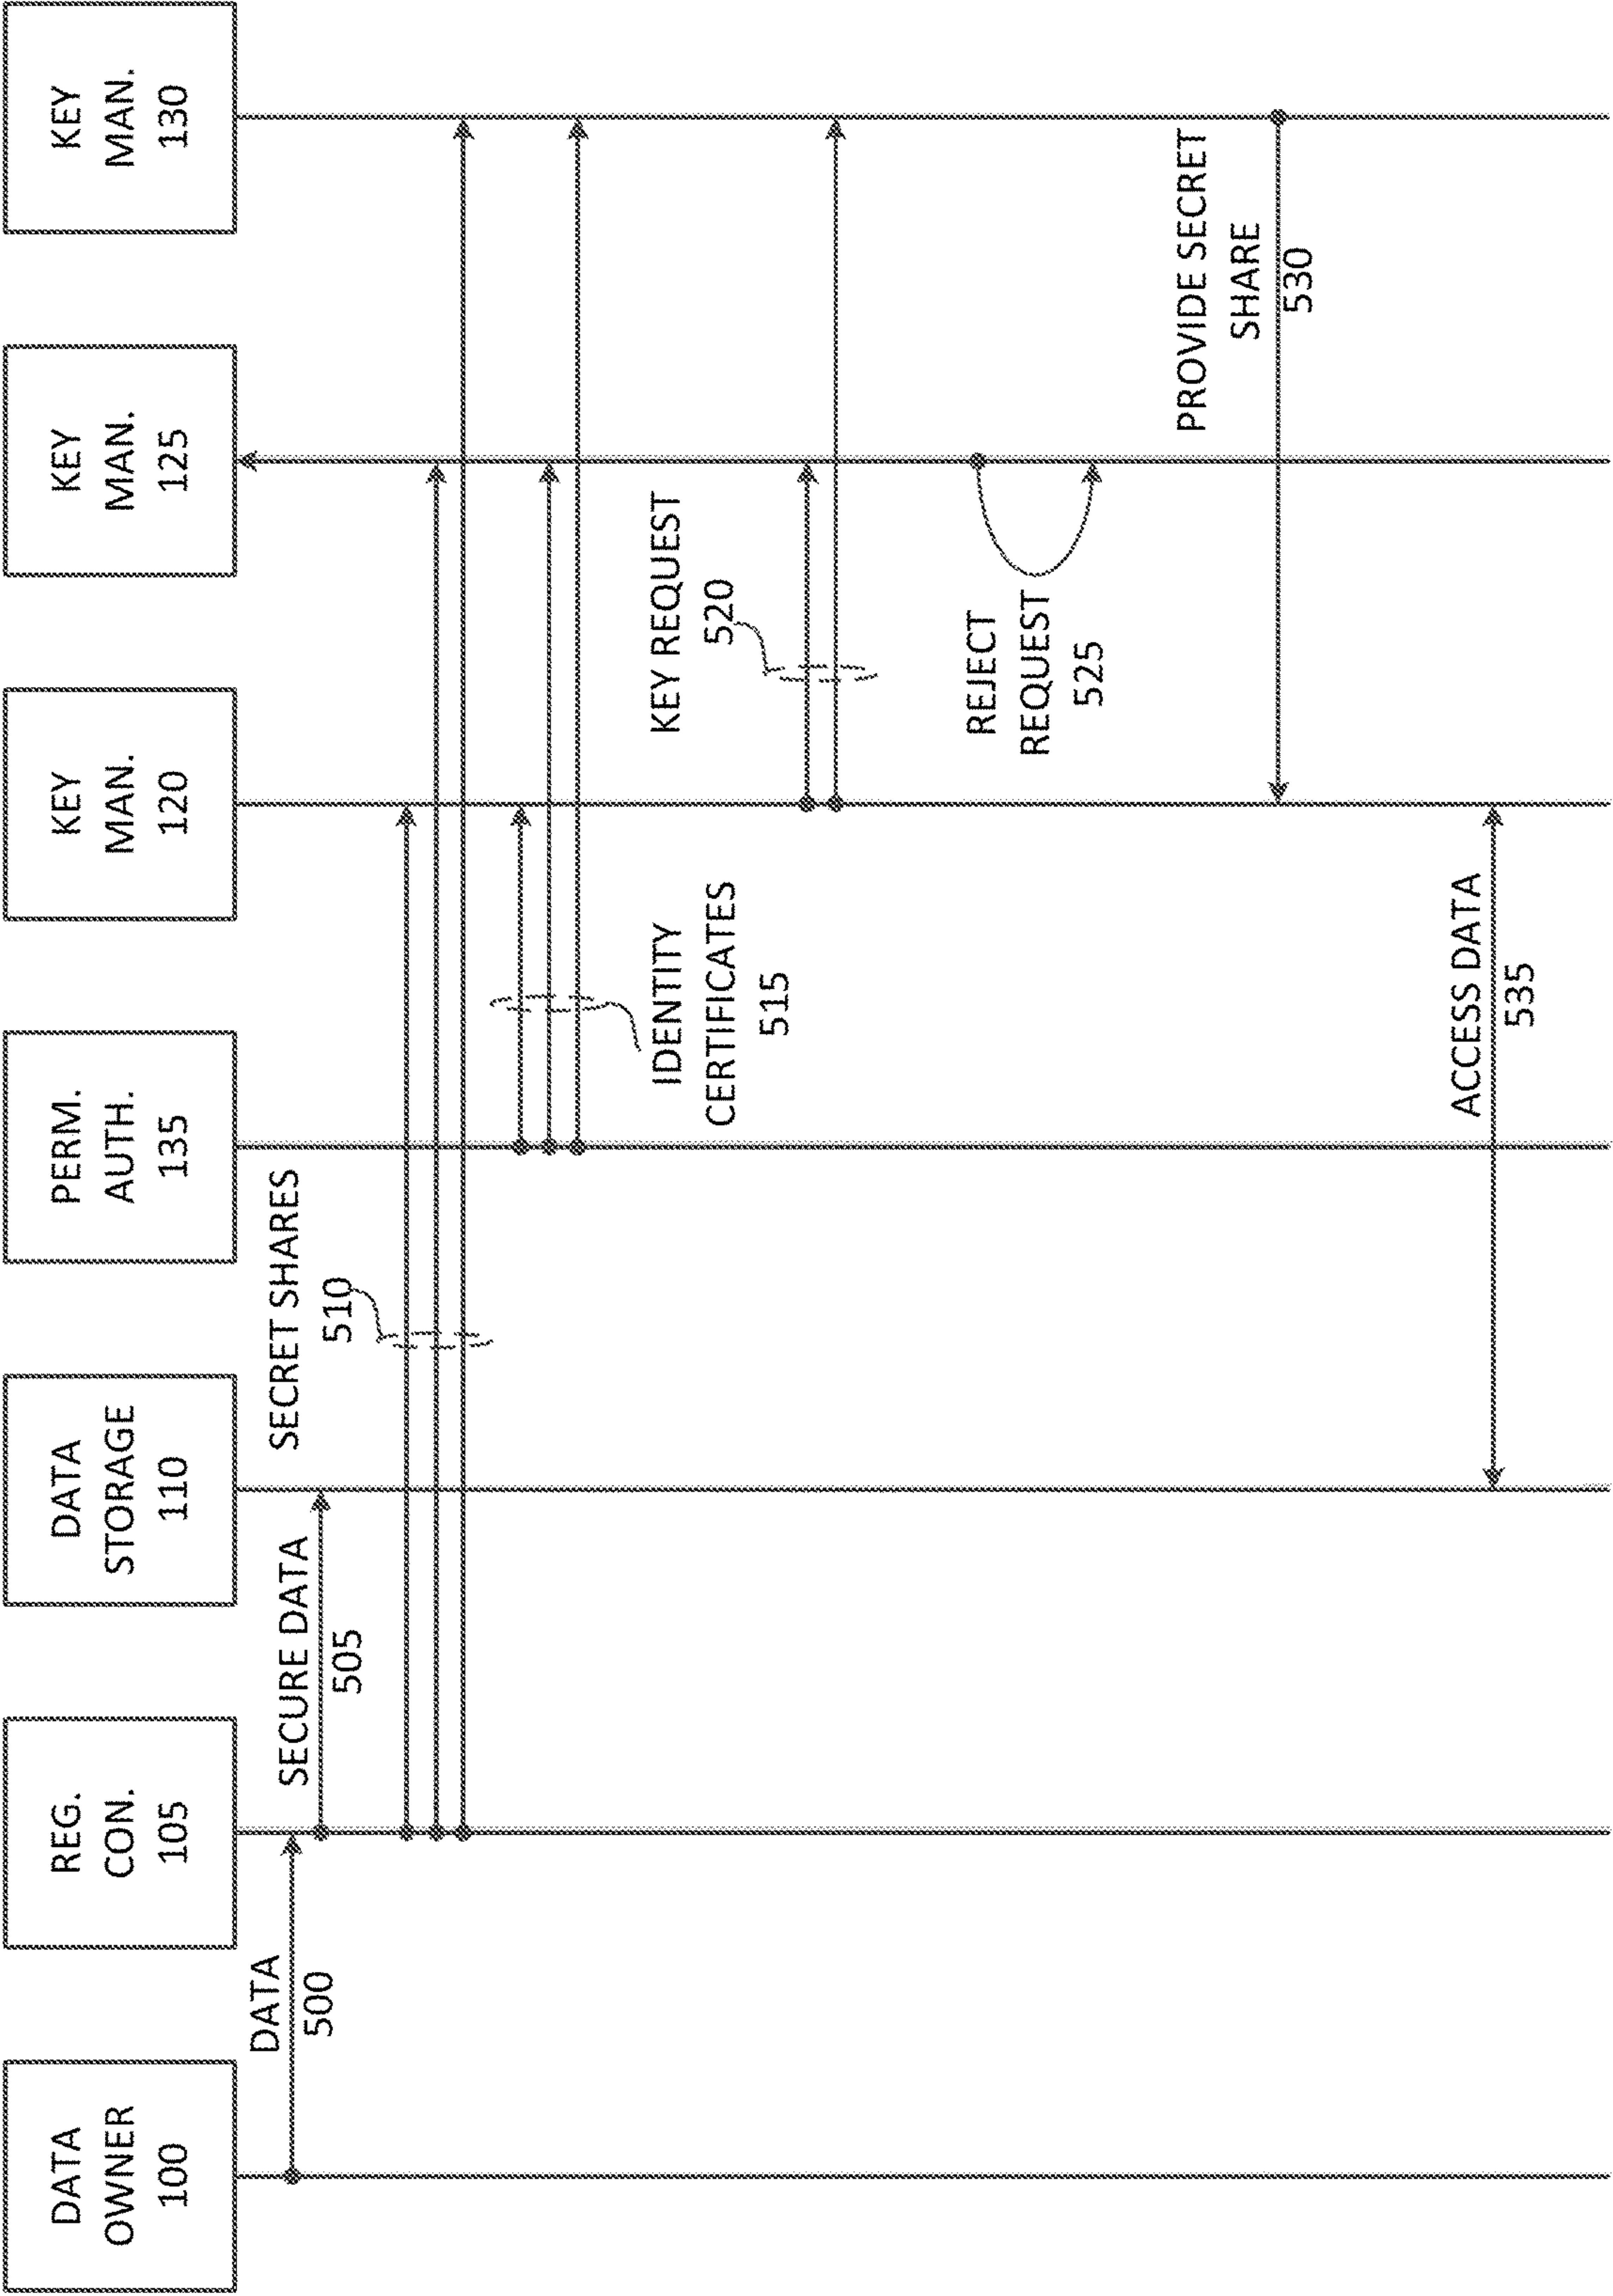 DATA
OWNER
100
REG.
CON.
105
DATA
STORAGE
110
PERM.
AUTH.
135
KEY
MAN.
120
KEY
MAN.
125
KEY
MAN.
130
DATA
500
SECURE DATA
505
SECRET SHARES
510
IDENTITY
CERTIFICATES
515
KEY REQUEST
520
REJECT
REQUEST
525
PROVIDE SECRET
SHARE
530
ACCESS DATA
535